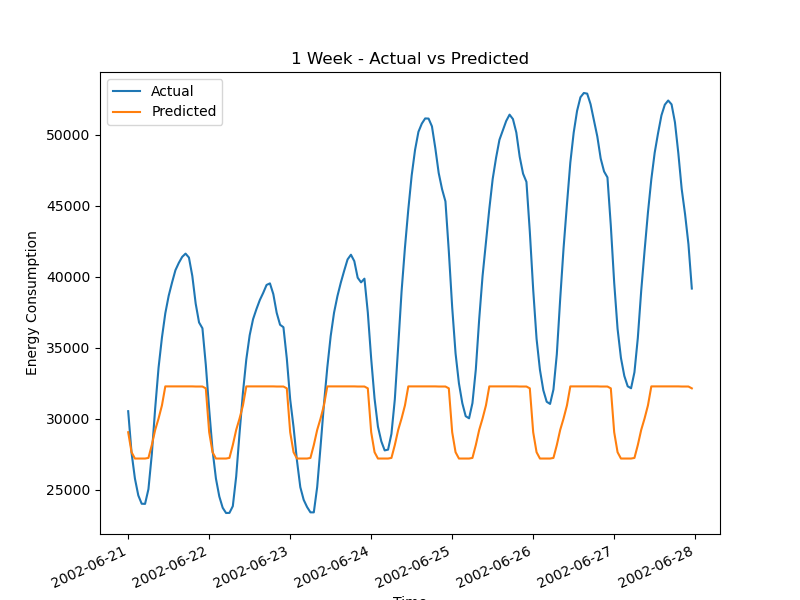 1 Week - Actual vs Predicted
Actual
Predicted
50000
45000
40000
35000
30000
25000
Energy Consumption
2002-06-21
2002-06-22
2002-06-23
2002-06-24
2002-06-25
2002-06-26
2002-06-27
2002-06-28
Time